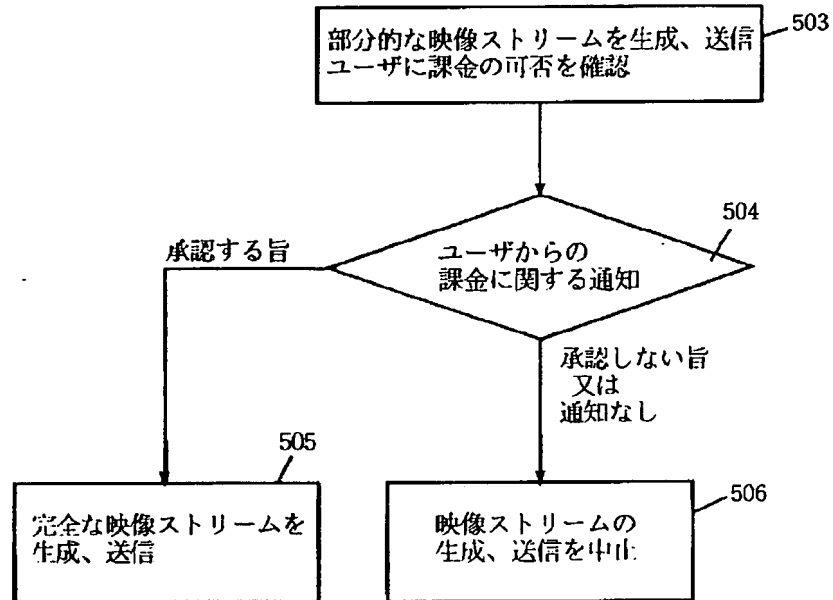 部分的な映像ストリームを生成、送信
ユーザに課金の可否を確認
503
504
ユーザからの
課金に関する通知
承認する旨
承認しない旨
又は
通知なし
505
完全な映像ストリームを
生成、送信
506
映像ストリームの
生成、送信を中止